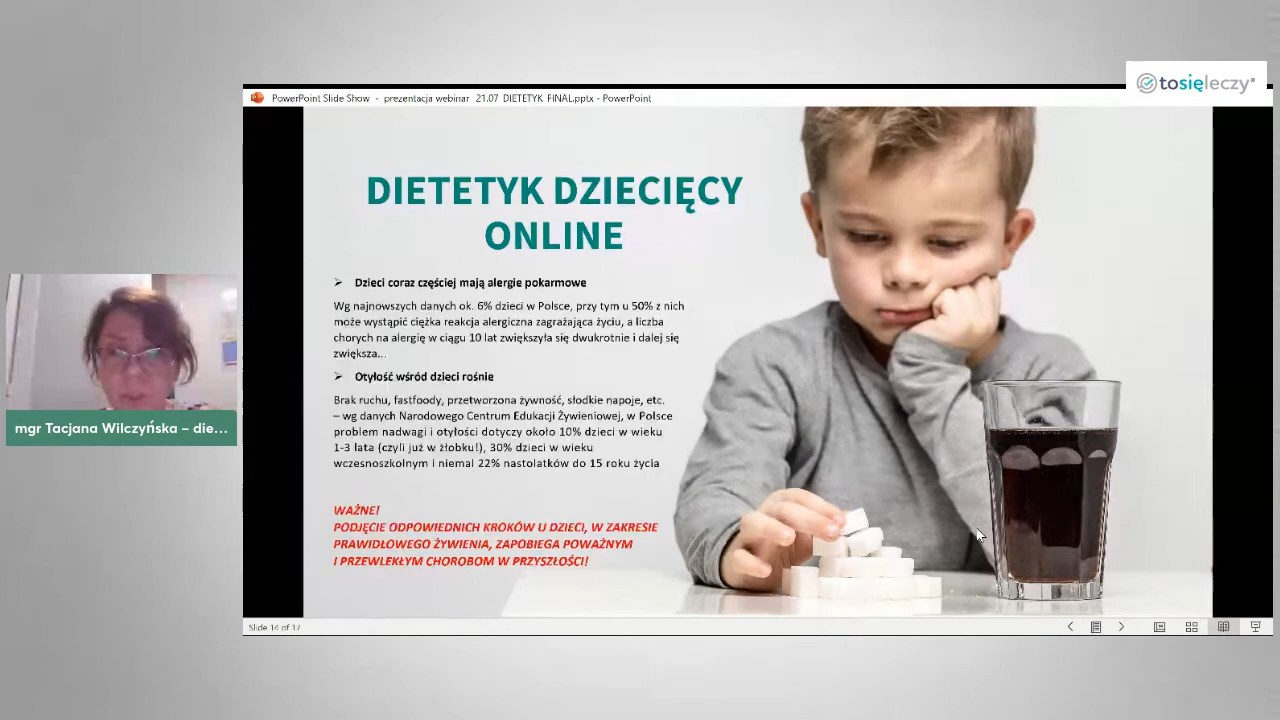 tosięleczy
PowerPoint Slide Show - prezentacja webinar 21.07 DIETETYK FINAL.pptx - PowerPoint
DIETETYK DZIECIĘCY
ONLINE
➢ Dzieci coraz częściej mają alergie pokarmowe
Wg najnowszych danych ok. 6% dzieci w Polsce, przy tym u 50% z nich
może wystąpić ciężka reakcja alergiczna zagrażająca życiu, a liczba
chorych na alergię w ciągu 10 lat zwiększyła się dwukrotnie i dalej się
zwiększa...
➢ Otyłość wśród dzieci rośnie
Brak ruchu, fastfoody, przetworzona żywność, słodkie napoje, etc.
– wg danych Narodowego Centrum Edukacji Żywieniowej, w Polsce
problem nadwagi i otyłości dotyczy około 10% dzieci w wieku
1-3 lata (czyli już w żłobku!), 30% dzieci w wieku
wczesnoszkolnym i niemal 22% nastolatków do 15 roku życia
WAŻNE!
PODJĘCIE ODPOWIEDNICH KROKÓW U DZIECI, W ZAKRESIE
PRAWIDŁOWEGO ŻYWIENIA, ZAPOBIEGA POWAŻNYM
I PRZEWLEKŁYM CHOROBOM W PRZYSZŁOŚCI!
mgr Tacjana Wilczyńska – die...
Slide 14 of 17